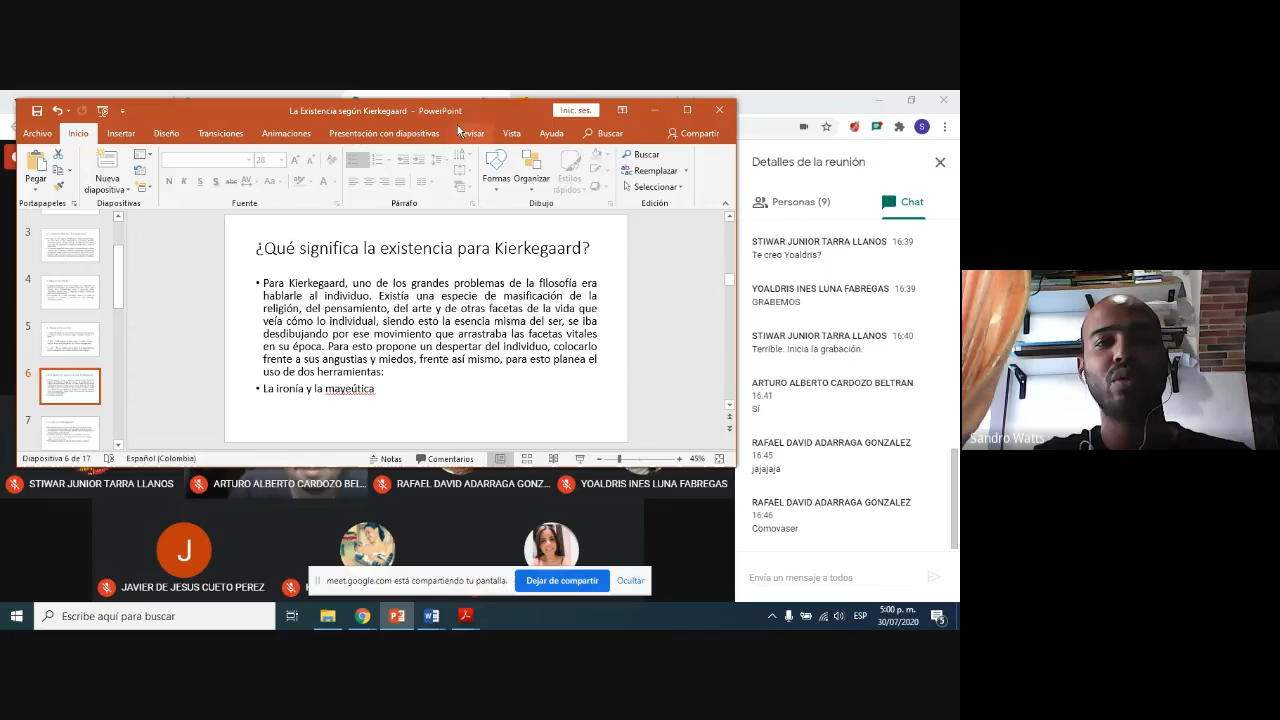 La Existencia según Kierkegaard - PowerPoint
Inic. ses.
Archivo Inicio Insertar Diseño Transiciones Animaciones Presentación con diapositivas Vista Ayuda Buscar Compartir
Pegar
Nueva
diapositiva
28
N K S S abc AV Aa A
Formas
Organizar
Estilos
rápidos
Buscar
Reemplazar
Seleccionar
Portapapeles Diapositivas Fuente Párrafo Dibujo Edición
3
4
5
6
7
¿Qué significa la existencia para Kierkegaard?
• Para Kierkegaard, uno de los grandes problemas de la filosofía era
hablarle al individuo. Existía una especie de masificación de la
religión, del pensamiento, del arte y de otras facetas de la vida que
veía cómo lo individual, siendo esto la esencia misma del ser, se iba
desdibujando por ese movimiento que arrastraba las facetas vitales
en su época. Para esto propone un despertar del individuo, colocarlo
frente a sus angustias y miedos, frente así mismo, para esto planea el
uso de dos herramientas:
• La ironía y la mayeútica
Diapositiva 6 de 17 Español (Colombia) Notas Comentarios 45%
STIWAR JUNIOR TARRA LLANOS
ARTURO ALBERTO CARDOZO BEL...
RAFAEL DAVID ADARRAGA GONZ...
YOALDRIS INES LUNA FABREGAS
J
JAVIER DE JESUS CUETO PEREZ
meet.google.com está compartiendo tu pantalla.
Dejar de compartir
Ocultar
S
Detalles de la reunión
Personas (9)
Chat
STIWAR JUNIOR TARRA LLANOS 16:39
Te creo Yoaldris?
YOALDRIS INES LUNA FABREGAS 16:39
GRABEMOS
STIWAR JUNIOR TARRA LLANOS 16:40
Terrible. Inicia la grabación.
ARTURO ALBERTO CARDOZO BELTRAN
16:41
Sí
RAFAEL DAVID ADARRAGA GONZALEZ
16:45
jajajaja
RAFAEL DAVID ADARRAGA GONZALEZ
16:46
Comovaser
Envía un mensaje a todos
Escribe aquí para buscar
ESP
5:00 p. m.
30/07/2020
5
Sandro Watts